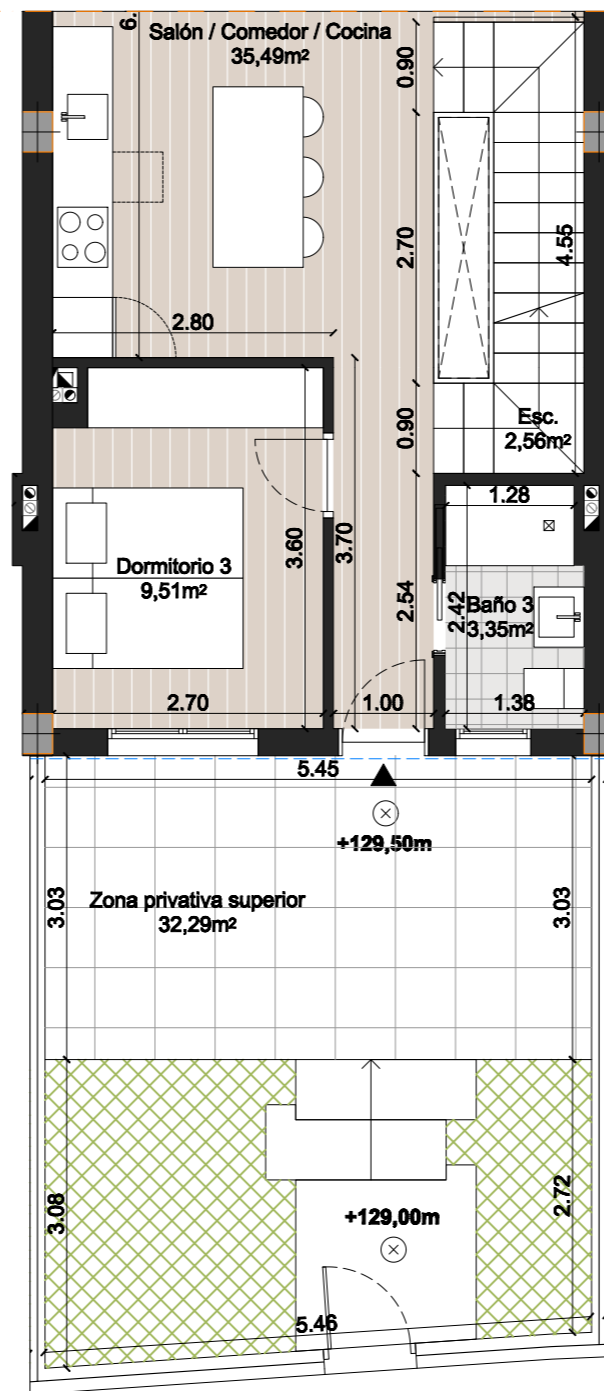 6.
Salón / Comedor / Cocina
35,49m²
0.90
2.70
4.55
2.80
0.90
Esc.
2,56m²
1.28
3.60
3.70
Dormitorio 3
9,51m²
2.54
2.42
Baño 3
3,35m²
2.70
1.00
1.38
5.45
+129,50m
3.03
Zona privativa superior
32,29m²
3.03
3.08
+129,00m
2.72
5.46